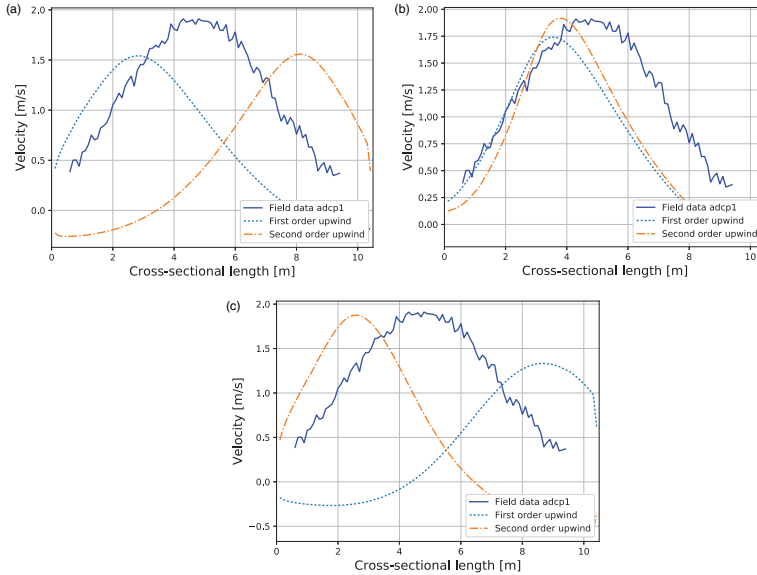 (a)
2.0
1.5
1.0
0.5
0.0
Velocity [m/s]
0
2
4
6
8
10
Cross-sectional length [m]
Field data adcp1
First order upwind
Second order upwind
(b)
2.00
1.75
1.50
1.25
1.00
0.75
0.50
0.25
0.00
Velocity [m/s]
0
2
4
6
8
10
Cross-sectional length [m]
Field data adcp1
First order upwind
Second order upwind
(c)
2.0
1.5
1.0
0.5
0.0
−0.5
Velocity [m/s]
0
2
4
6
8
10
Cross-sectional length [m]
Field data adcp1
First order upwind
Second order upwind